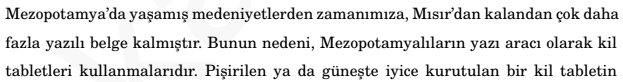 Mezopotamya’da yaşamış medeniyetlerden zamanımıza, Mısır’dan kalandan çok daha
fazla yazılı belge kalmıştır. Bunun nedeni, Mezopotamyalıların yazı aracı olarak kil
tabletleri kullanmalarıdır. Pişirilen ya da güneşte iyice kurutulan bir kil tabletin